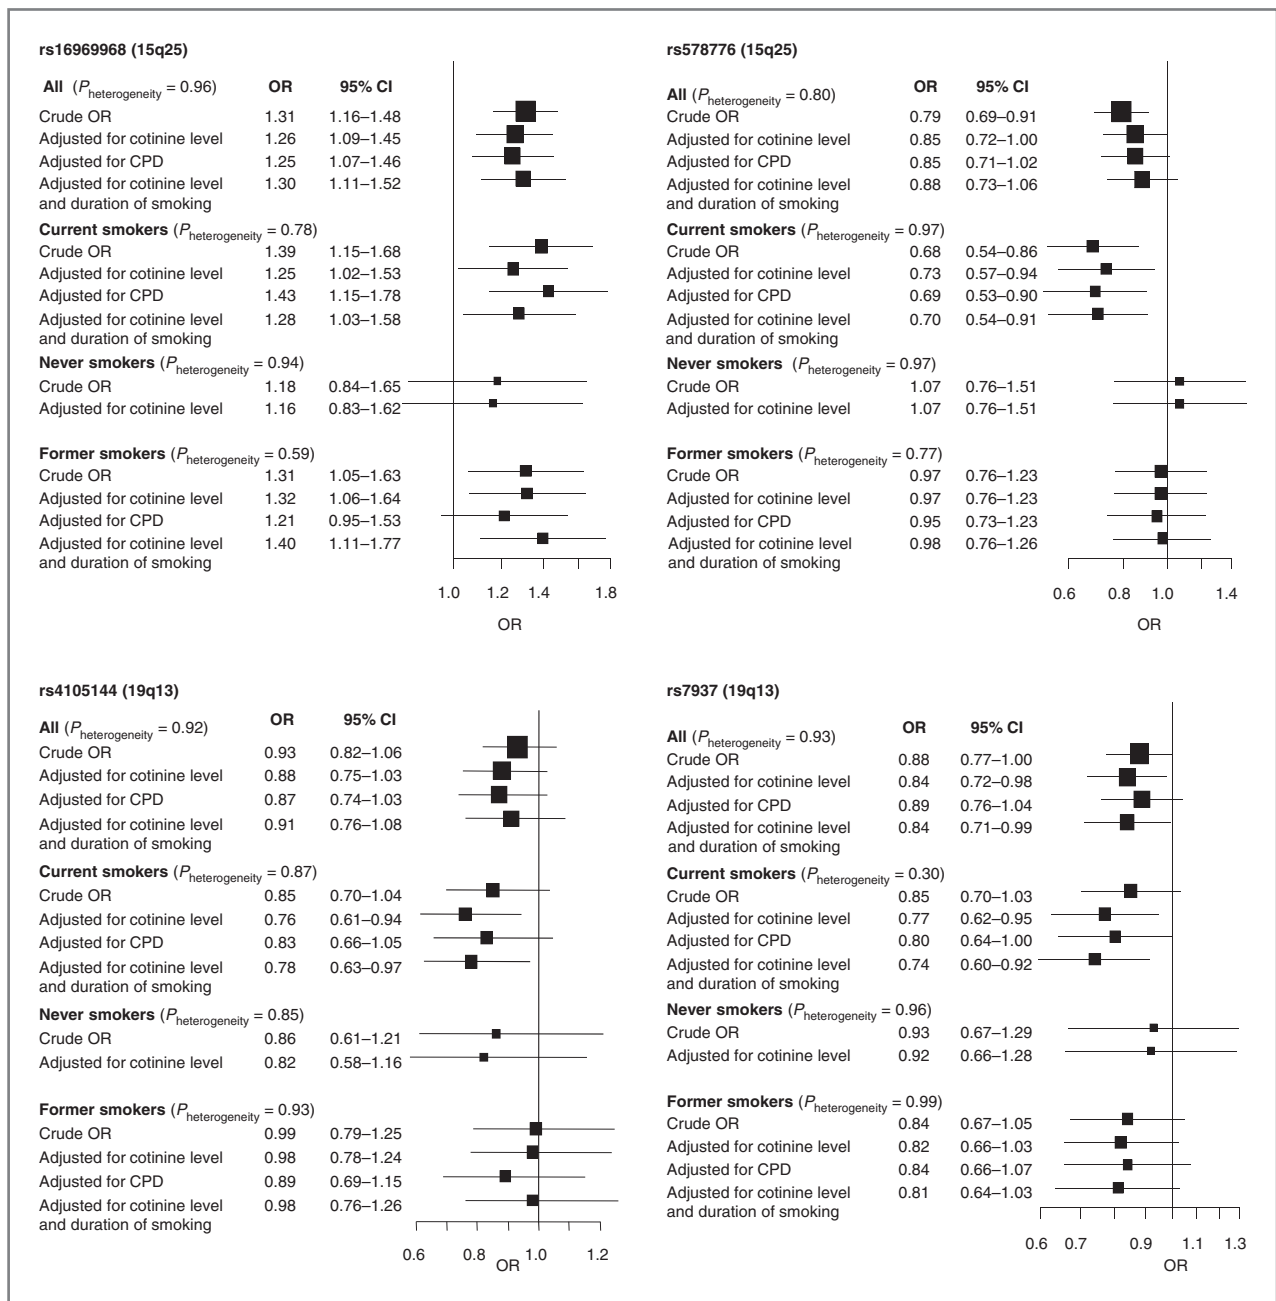 rs16969968 (15q25)
All (Pheterogeneity = 0.96) OR 95% CI
Crude OR 1.31 1.16–1.48
Adjusted for cotinine level 1.26 1.09–1.45
Adjusted for CPD 1.25 1.07–1.46
Adjusted for cotinine level 1.30 1.11–1.52
and duration of smoking
Current smokers (Pheterogeneity = 0.78)
Crude OR 1.39 1.15–1.68
Adjusted for cotinine level 1.25 1.02–1.53
Adjusted for CPD 1.43 1.15–1.78
Adjusted for cotinine level 1.28 1.03–1.58
and duration of smoking
Never smokers (Pheterogeneity = 0.94)
Crude OR 1.18 0.84–1.65
Adjusted for cotinine level 1.16 0.83–1.62
Former smokers (Pheterogeneity = 0.59)
Crude OR 1.31 1.05–1.63
Adjusted for cotinine level 1.32 1.06–1.64
Adjusted for CPD 1.21 0.95–1.53
Adjusted for cotinine level 1.40 1.11–1.77
and duration of smoking
1.0 1.2 1.4 1.8
OR
rs578776 (15q25)
All (Pheterogeneity = 0.80) OR 95% CI
Crude OR 0.79 0.69–0.91
Adjusted for cotinine level 0.85 0.72–1.00
Adjusted for CPD 0.85 0.71–1.02
Adjusted for cotinine level 0.88 0.73–1.06
and duration of smoking
Current smokers (Pheterogeneity = 0.97)
Crude OR 0.68 0.54–0.86
Adjusted for cotinine level 0.73 0.57–0.94
Adjusted for CPD 0.69 0.53–0.90
Adjusted for cotinine level 0.70 0.54–0.91
and duration of smoking
Never smokers (Pheterogeneity = 0.97)
Crude OR 1.07 0.76–1.51
Adjusted for cotinine level 1.07 0.76–1.51
Former smokers (Pheterogeneity = 0.77)
Crude OR 0.97 0.76–1.23
Adjusted for cotinine level 0.97 0.76–1.23
Adjusted for CPD 0.95 0.73–1.23
Adjusted for cotinine level 0.98 0.76–1.26
and duration of smoking
0.6 0.8 1.0 1.4
OR
rs4105144 (19q13)
All (Pheterogeneity = 0.92) OR 95% CI
Crude OR 0.93 0.82–1.06
Adjusted for cotinine level 0.88 0.75–1.03
Adjusted for CPD 0.87 0.74–1.03
Adjusted for cotinine level 0.91 0.76–1.08
and duration of smoking
Current smokers (Pheterogeneity = 0.87)
Crude OR 0.85 0.70–1.04
Adjusted for cotinine level 0.76 0.61–0.94
Adjusted for CPD 0.83 0.66–1.05
Adjusted for cotinine level 0.78 0.63–0.97
and duration of smoking
Never smokers (Pheterogeneity = 0.85)
Crude OR 0.86 0.61–1.21
Adjusted for cotinine level 0.82 0.58–1.16
Former smokers (Pheterogeneity = 0.93)
Crude OR 0.99 0.79–1.25
Adjusted for cotinine level 0.98 0.78–1.24
Adjusted for CPD 0.89 0.69–1.15
Adjusted for cotinine level 0.98 0.76–1.26
and duration of smoking
0.6 0.8 1.0 1.2
OR
rs7937 (19q13)
All (Pheterogeneity = 0.93) OR 95% CI
Crude OR 0.88 0.77–1.00
Adjusted for cotinine level 0.84 0.72–0.98
Adjusted for CPD 0.89 0.76–1.04
Adjusted for cotinine level 0.84 0.71–0.99
and duration of smoking
Current smokers (Pheterogeneity = 0.30)
Crude OR 0.85 0.70–1.03
Adjusted for cotinine level 0.77 0.62–0.95
Adjusted for CPD 0.80 0.64–1.00
Adjusted for cotinine level 0.74 0.60–0.92
and duration of smoking
Never smokers (Pheterogeneity = 0.96)
Crude OR 0.93 0.67–1.29
Adjusted for cotinine level 0.92 0.66–1.28
Former smokers (Pheterogeneity = 0.99)
Crude OR 0.84 0.67–1.05
Adjusted for cotinine level 0.82 0.66–1.03
Adjusted for CPD 0.84 0.66–1.07
Adjusted for cotinine level 0.81 0.64–1.03
and duration of smoking
0.6 0.7 0.9 1.1 1.3
OR